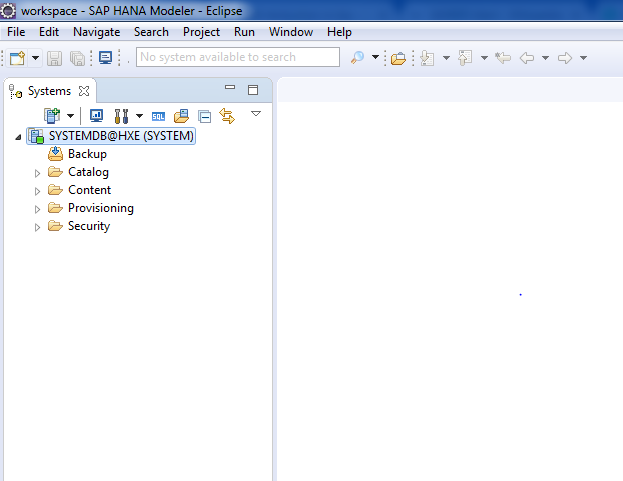 workspace - SAP HANA Modeler - Eclipse
File Edit Navigate Search Project Run Window Help
No system available to search
Systems
SQL
SYSTEMDB@HXE (SYSTEM)
Backup
Catalog
Content
Provisioning
Security